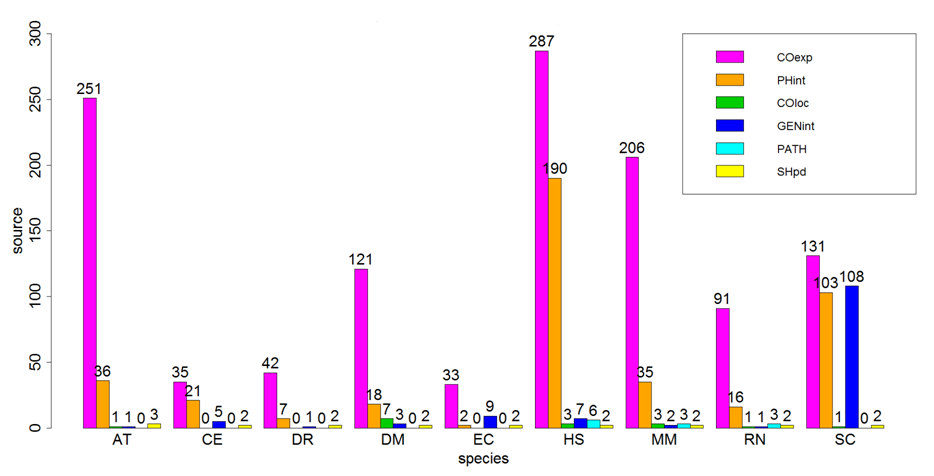 300
250
200
150
100
50
0
source
251 36 1 1 0 3
35 21 0 5 0 2
42 7 0 1 0 2
121 18 7 3 0 2
33 2 0 9 0 2
287 190 3 7 6 2
206 35 3 2 3 2
91 16 1 1 3 2
131 103 1 108 0 2
COexp
PHint
COloc
GENint
PATH
SHpd
AT CE DR DM EC HS MM RN SC
species